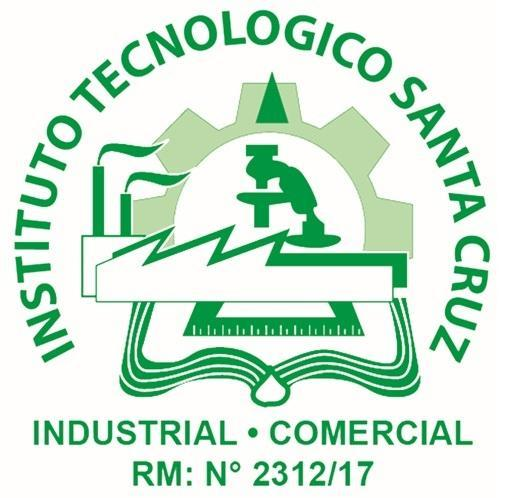 INSTITUTO TECNOLOGICO SANTA CRUZ
INDUSTRIAL • COMERCIAL
RM: N° 2312/17